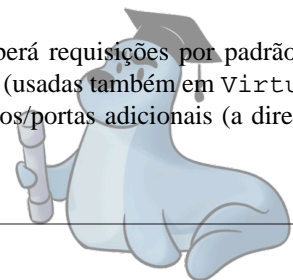 berá requisições por padrão
(usadas também em Virtu
os/portas adicionais (a dire